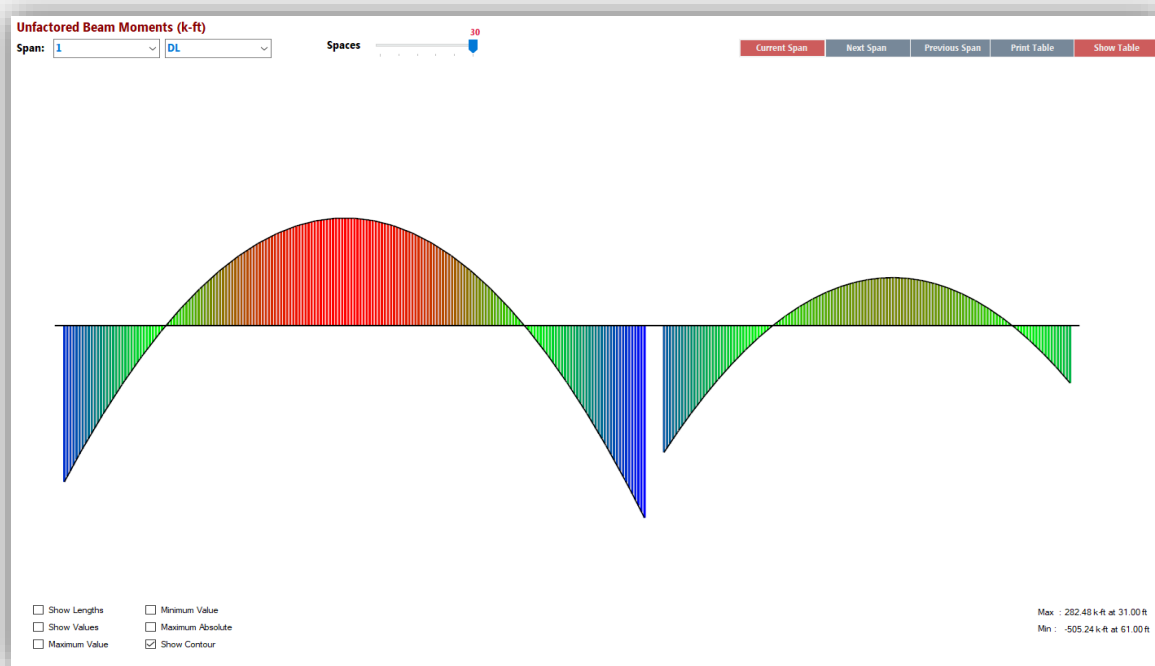 Unfactored Beam Moments (k-ft)
Span: 1 DL Spaces 30
Current Span Next Span Previous Span Print Table Show Table
Show Lengths Minimum Value
Show Values Maximum Absolute
Maximum Value Show Contour
Max : 282.48 k-ft at 31.00 ft
Min : -505.24 k-ft at 61.00 ft